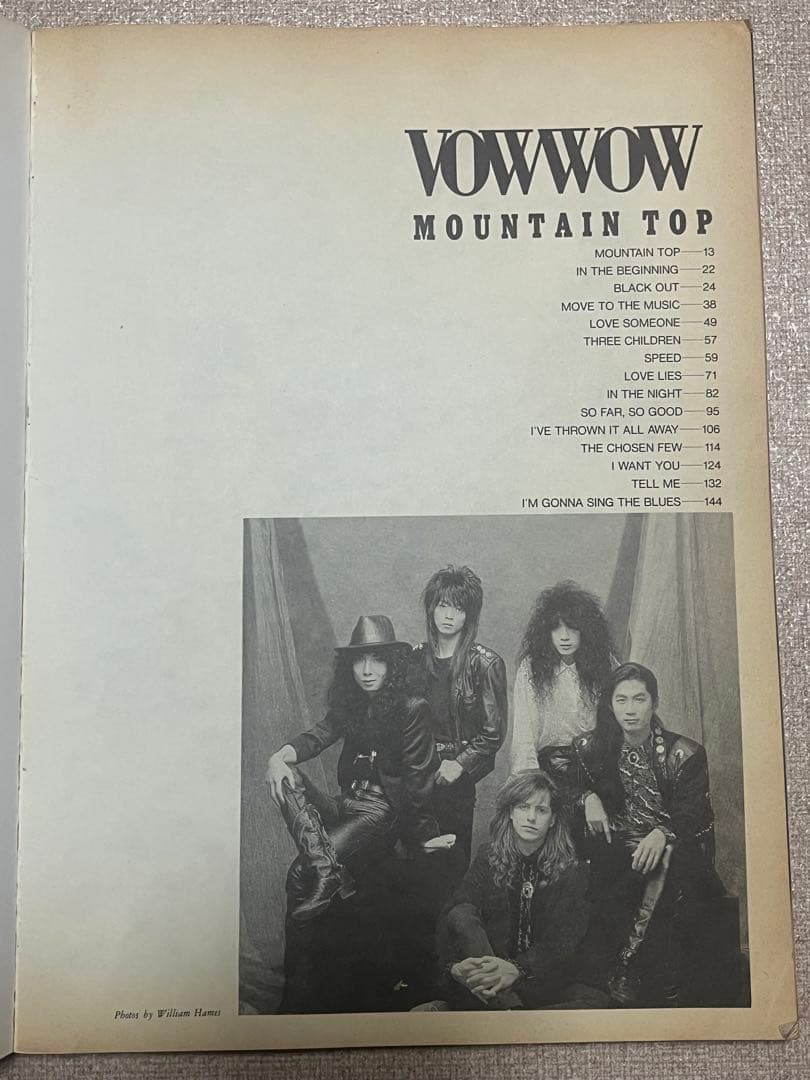 VOWWOW
MOUNTAIN TOP
MOUNTAIN TOP——13
IN THE BEGINNING——22
BLACK OUT——24
MOVE TO THE MUSIC——38
LOVE SOMEONE——49
THREE CHILDREN——57
SPEED——59
LOVE LIES——71
IN THE NIGHT——82
SO FAR, SO GOOD——95
I'VE THROWN IT ALL AWAY——106
THE CHOSEN FEW——114
I WANT YOU——124
TELL ME——132
I'M GONNA SING THE BLUES——144
Photos by William Hames